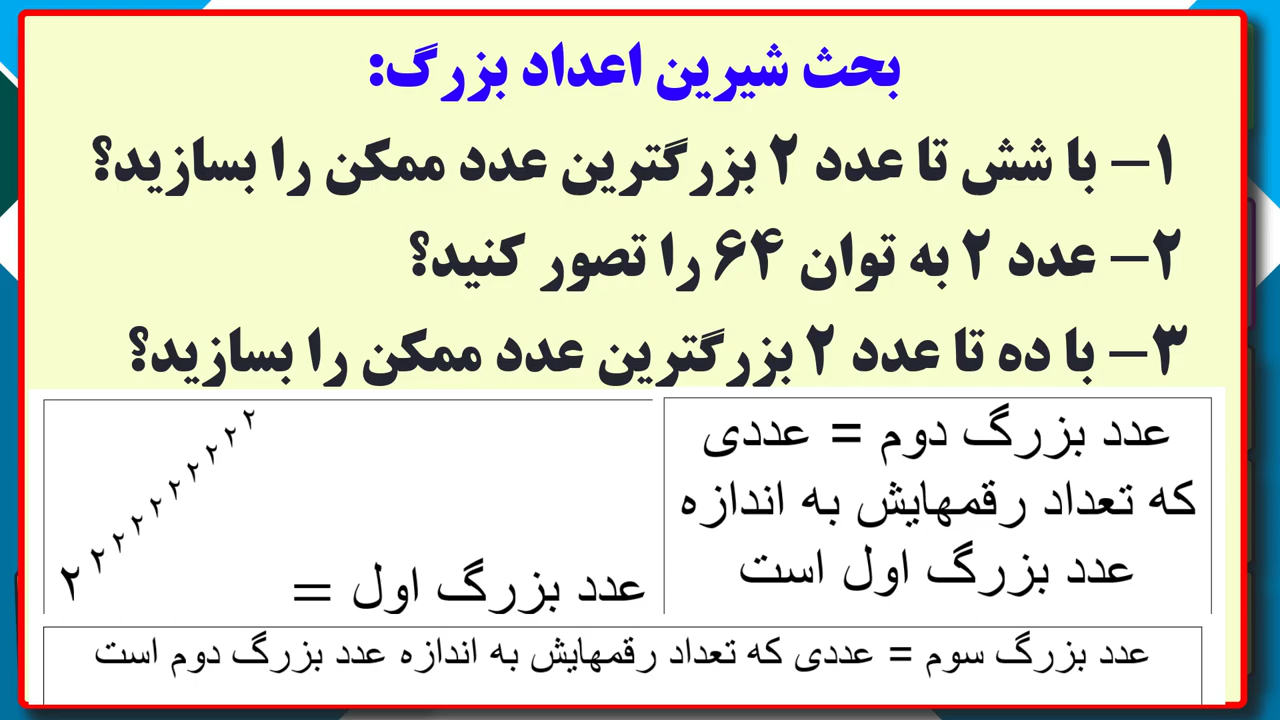 بحث شیرین اعداد بزرگ:
۱- با شش تا عدد ۲ بزرگترین عدد ممکن را بسازید؟
۲- عدد ۲ به توان ۶۴ را تصور کنید؟
۳- با ده تا عدد ۲ بزرگترین عدد ممکن را بسازید؟
عدد بزرگ دوم = عددی
که تعداد رقمهایش به اندازه
عدد بزرگ اول است
عدد بزرگ اول = ۲۲۲۲۲۲۲۲۲۲
عدد بزرگ سوم = عددی که تعداد رقمهایش به اندازه عدد بزرگ دوم است